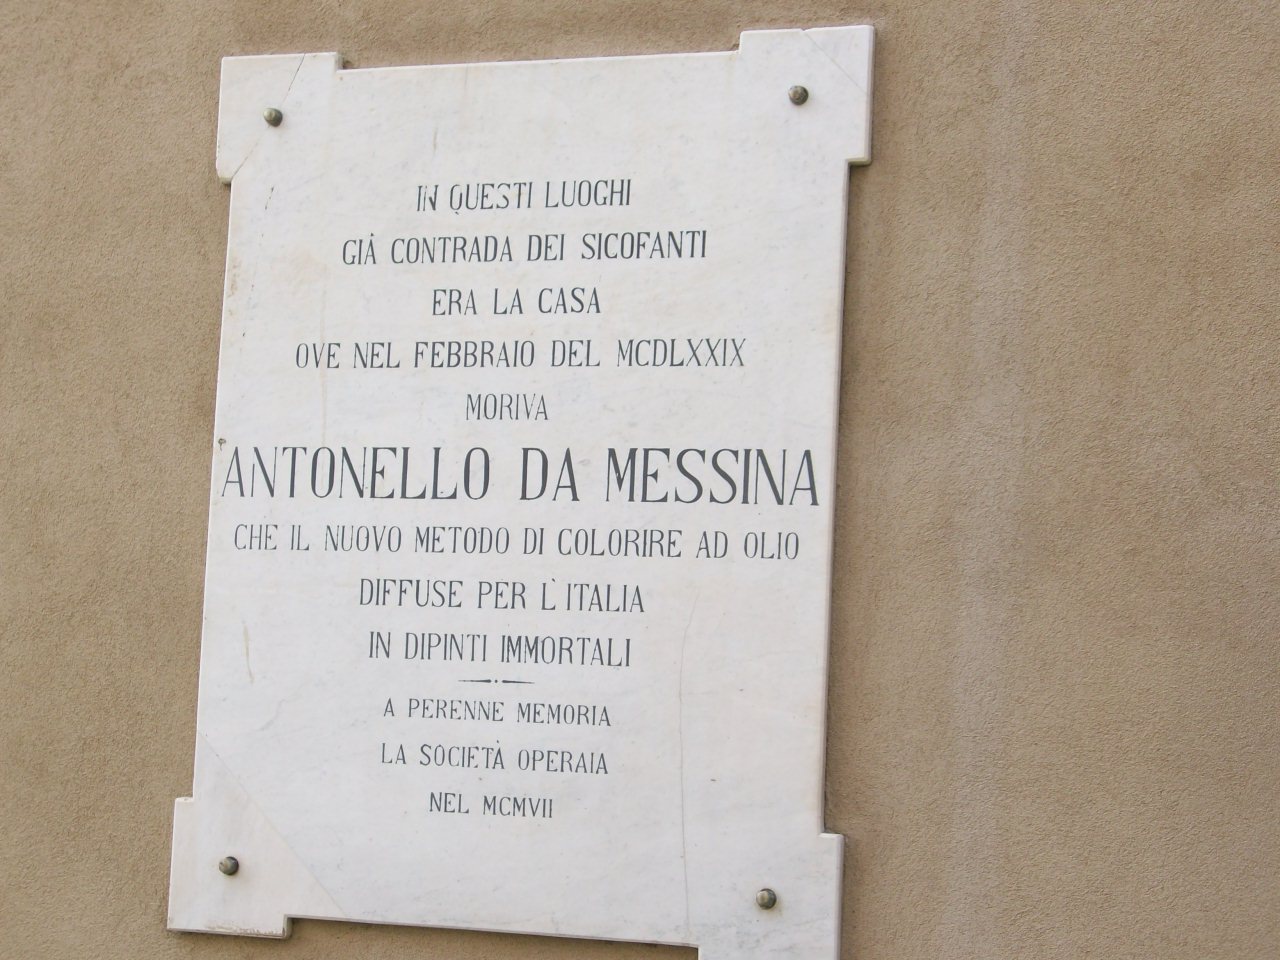 IN QUESTI LUOGHI
GIÀ CONTRADA DEI SICOFANTI
ERA LA CASA
OVE NEL FEBBRAIO DEL MCDLXXIX
MORIVA
ANTONELLO DA MESSINA
CHE IL NUOVO METODO DI COLORIRE AD OLIO
DIFFUSE PER L'ITALIA
IN DIPINTI IMMORTALI
A PERENNE MEMORIA
LA SOCIETÀ OPERAIA
NEL MCMVII